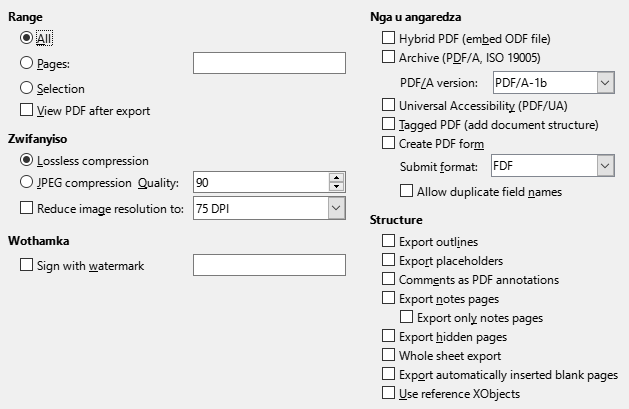 Range
All
Pages:
Selection
View PDF after export
Zwifanyiso
Lossless compression
JPEG compression Quality: 90
Reduce image resolution to: 75 DPI
Wothamka
Sign with watermark
Nga u angaredza
Hybrid PDF (embed ODF file)
Archive (PDF/A, ISO 19005)
PDF/A version: PDF/A-1b
Universal Accessibility (PDF/UA)
Tagged PDF (add document structure)
Create PDF form
Submit format: FDF
Allow duplicate field names
Structure
Export outlines
Export placeholders
Comments as PDF annotations
Export notes pages
Export only notes pages
Export hidden pages
Whole sheet export
Export automatically inserted blank pages
Use reference XObjects